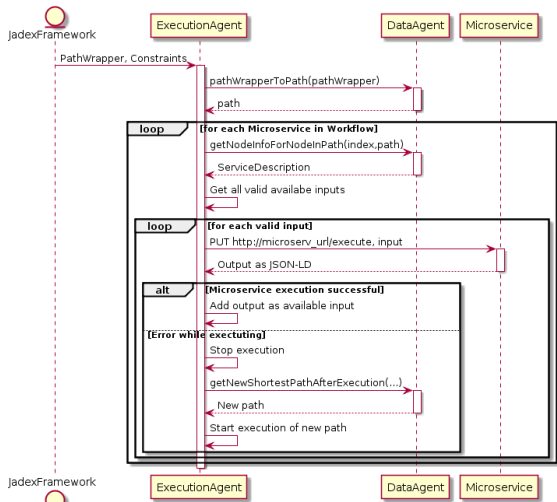 JadexFramework
ExecutionAgent
DataAgent
Microservice
PathWrapper, Constraints
pathWrapperToPath(pathWrapper)
path
loop
[for each Microservice in Workflow]
getNodeInfoForNodeInPath(index,path)
ServiceDescription
Get all valid availabe inputs
loop
[for each valid input]
PUT http://microserv_url/execute, input
Output as JSON-LD
alt
[Microservice execution successful]
Add output as available input
[Error while exectuting]
Stop execution
getNewShortestPathAfterExecution(...)
New path
Start execution of new path
JadexFramework
ExecutionAgent
DataAgent
Microservice